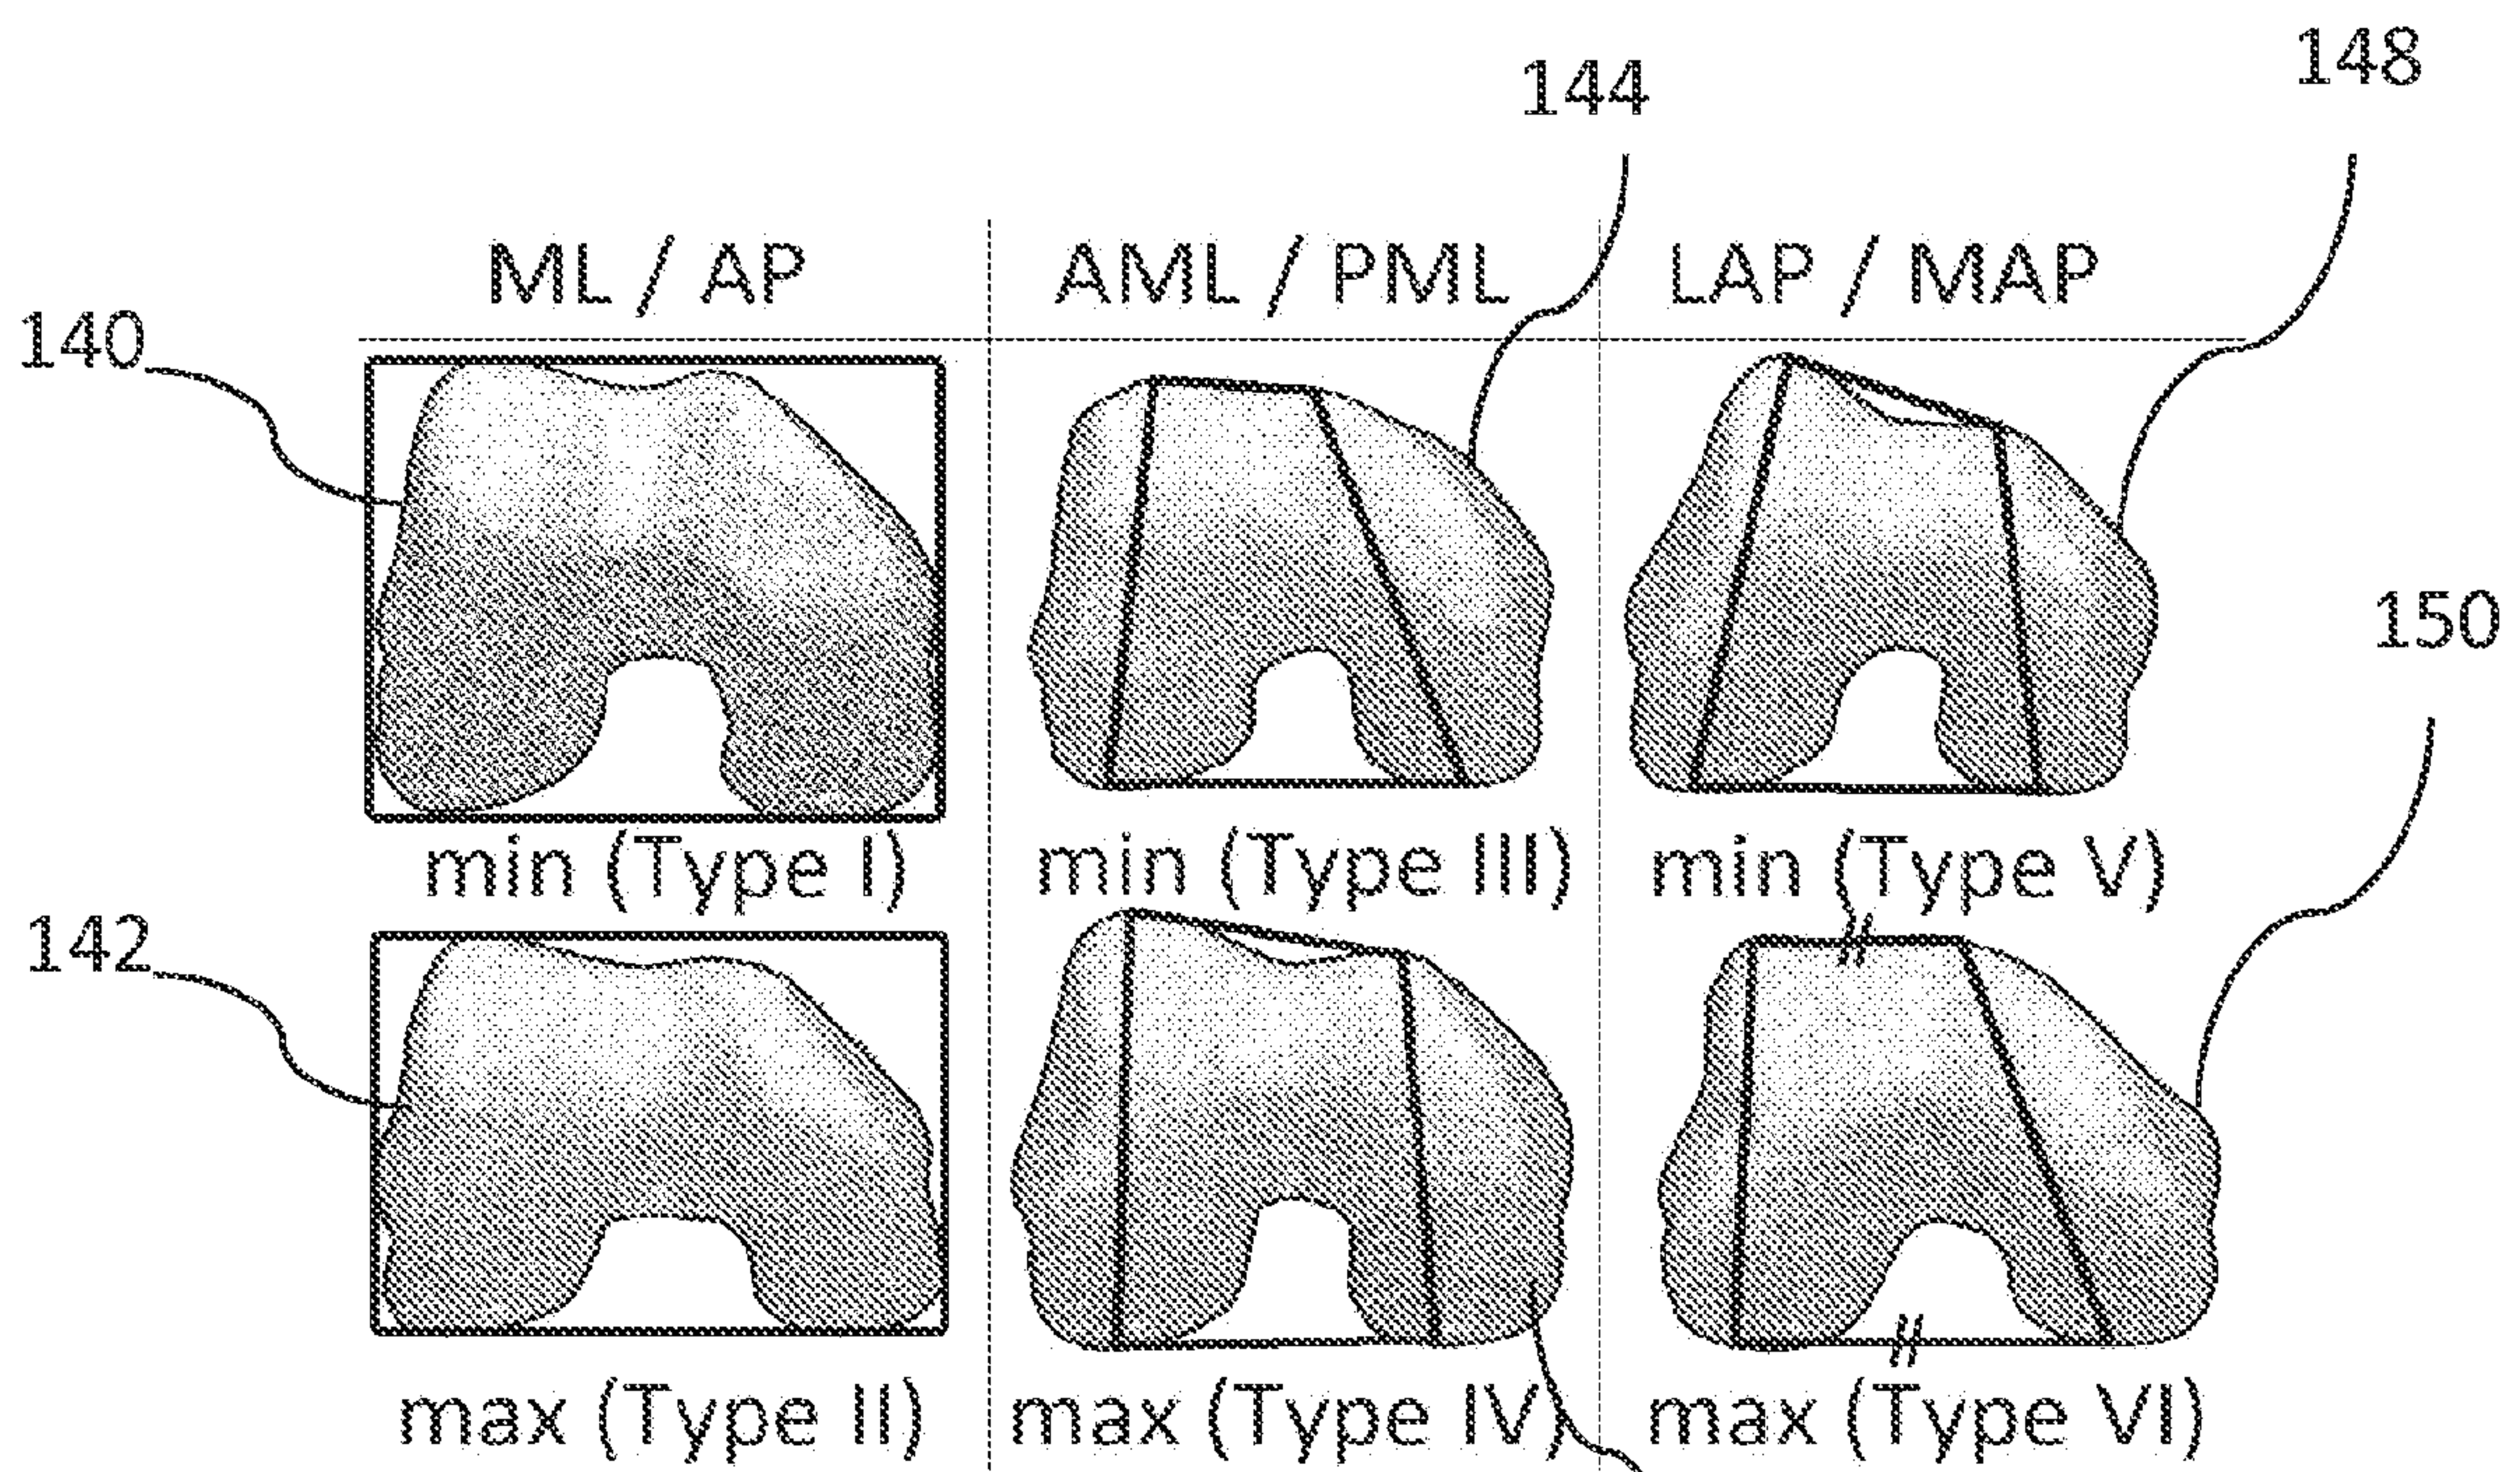 148
144
ML / AP
AML / PML
LAP / MAP
140
150
min (Type I)
min (Type III)
min (Type V)
142
max (Type II)
max (Type IV)
max (Type VI)